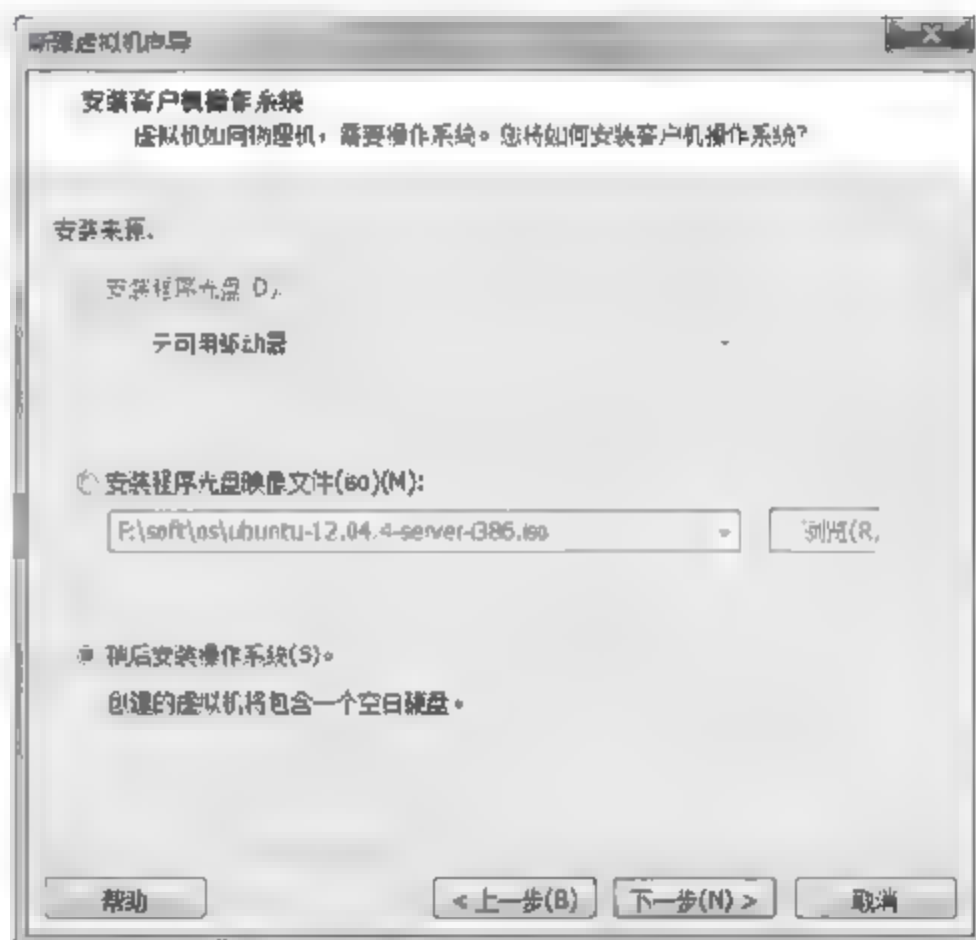 新建虚拟机向导
安装客户机操作系统
虚拟机如同物理机，需要操作系统。您将如何安装客户机操作系统?
安装来源:
安装程序光盘(D):
无可用驱动器
安装程序光盘映像文件(iso)(M):
F:\soft\os\ubuntu-12.04.4-server-i386.iso
浏览(R)
稍后安装操作系统(S)。
创建的虚拟机将包含一个空白硬盘。
帮助
< 上一步(B)
下一步(N) >
取消